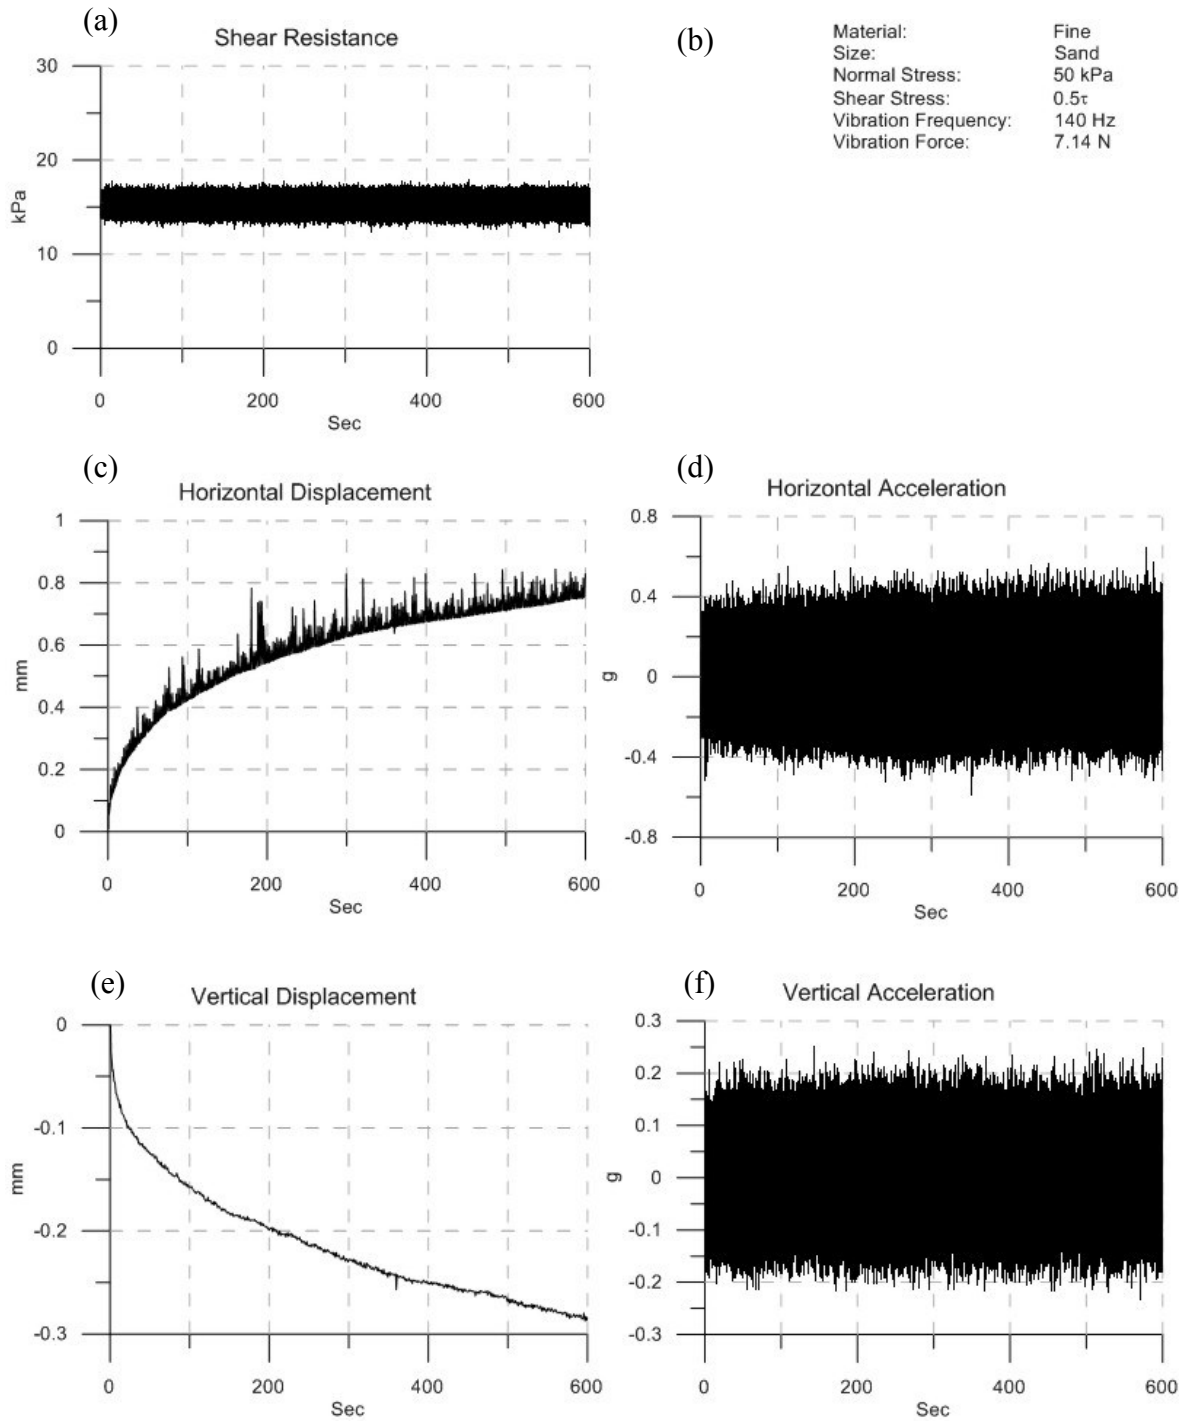 (a)
Shear Resistance
30
20
10
0
kPa
0 200 400 600
Sec
(b)
Material: Fine
Size: Sand
Normal Stress: 50 kPa
Shear Stress: 0.5τ
Vibration Frequency: 140 Hz
Vibration Force: 7.14 N
(c)
Horizontal Displacement
1
0.8
0.6
0.4
0.2
0
mm
0 200 400 600
Sec
(d)
Horizontal Acceleration
0.8
0.4
0
-0.4
-0.8
g
0 200 400 600
Sec
(e)
Vertical Displacement
0
-0.1
-0.2
-0.3
mm
0 200 400 600
Sec
(f)
Vertical Acceleration
0.3
0.2
0.1
0
-0.1
-0.2
-0.3
g
0 200 400 600
Sec